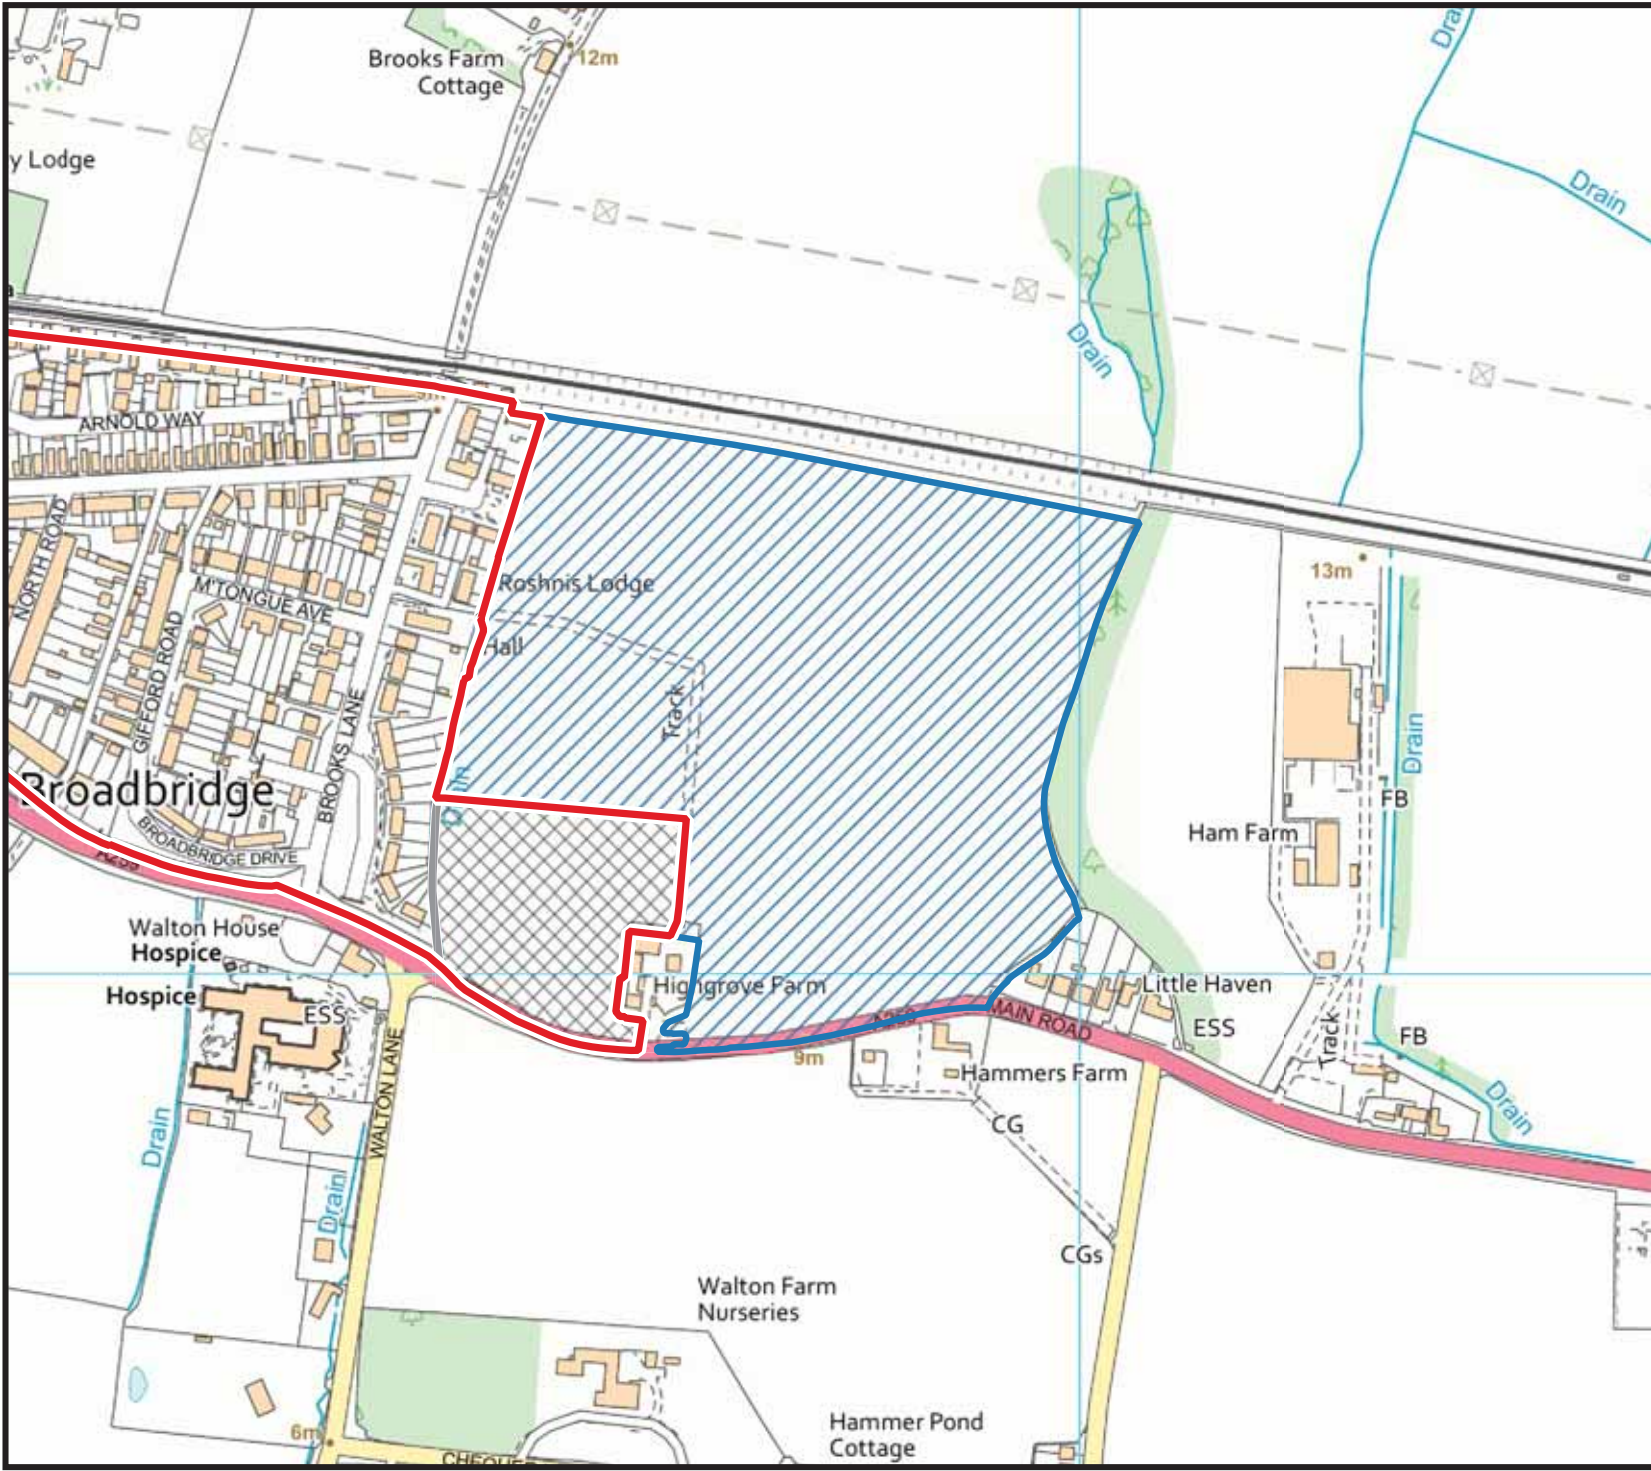 Drain
Brooks Farm
Cottage
12m
y Lodge
Drain
Drain
ARNOLD WAY
NORTH ROAD
M'TONGUE AVE
GIFFORD ROAD
BROOKS LANE
Roshnis Lodge
Hall
Track
13m
Drain
FB
Ham Farm
Broadbridge
BROADBRIDGE DRIVE
A259
Walton House
Hospice
Hospice
ESS
Highgrove Farm
Little Haven
A259
MAIN ROAD
ESS
9m
Hammers Farm
Track
FB
Drain
CG
WALTON LANE
Drain
Drain
CGs
Walton Farm
Nurseries
Hammer Pond
Cottage
6m